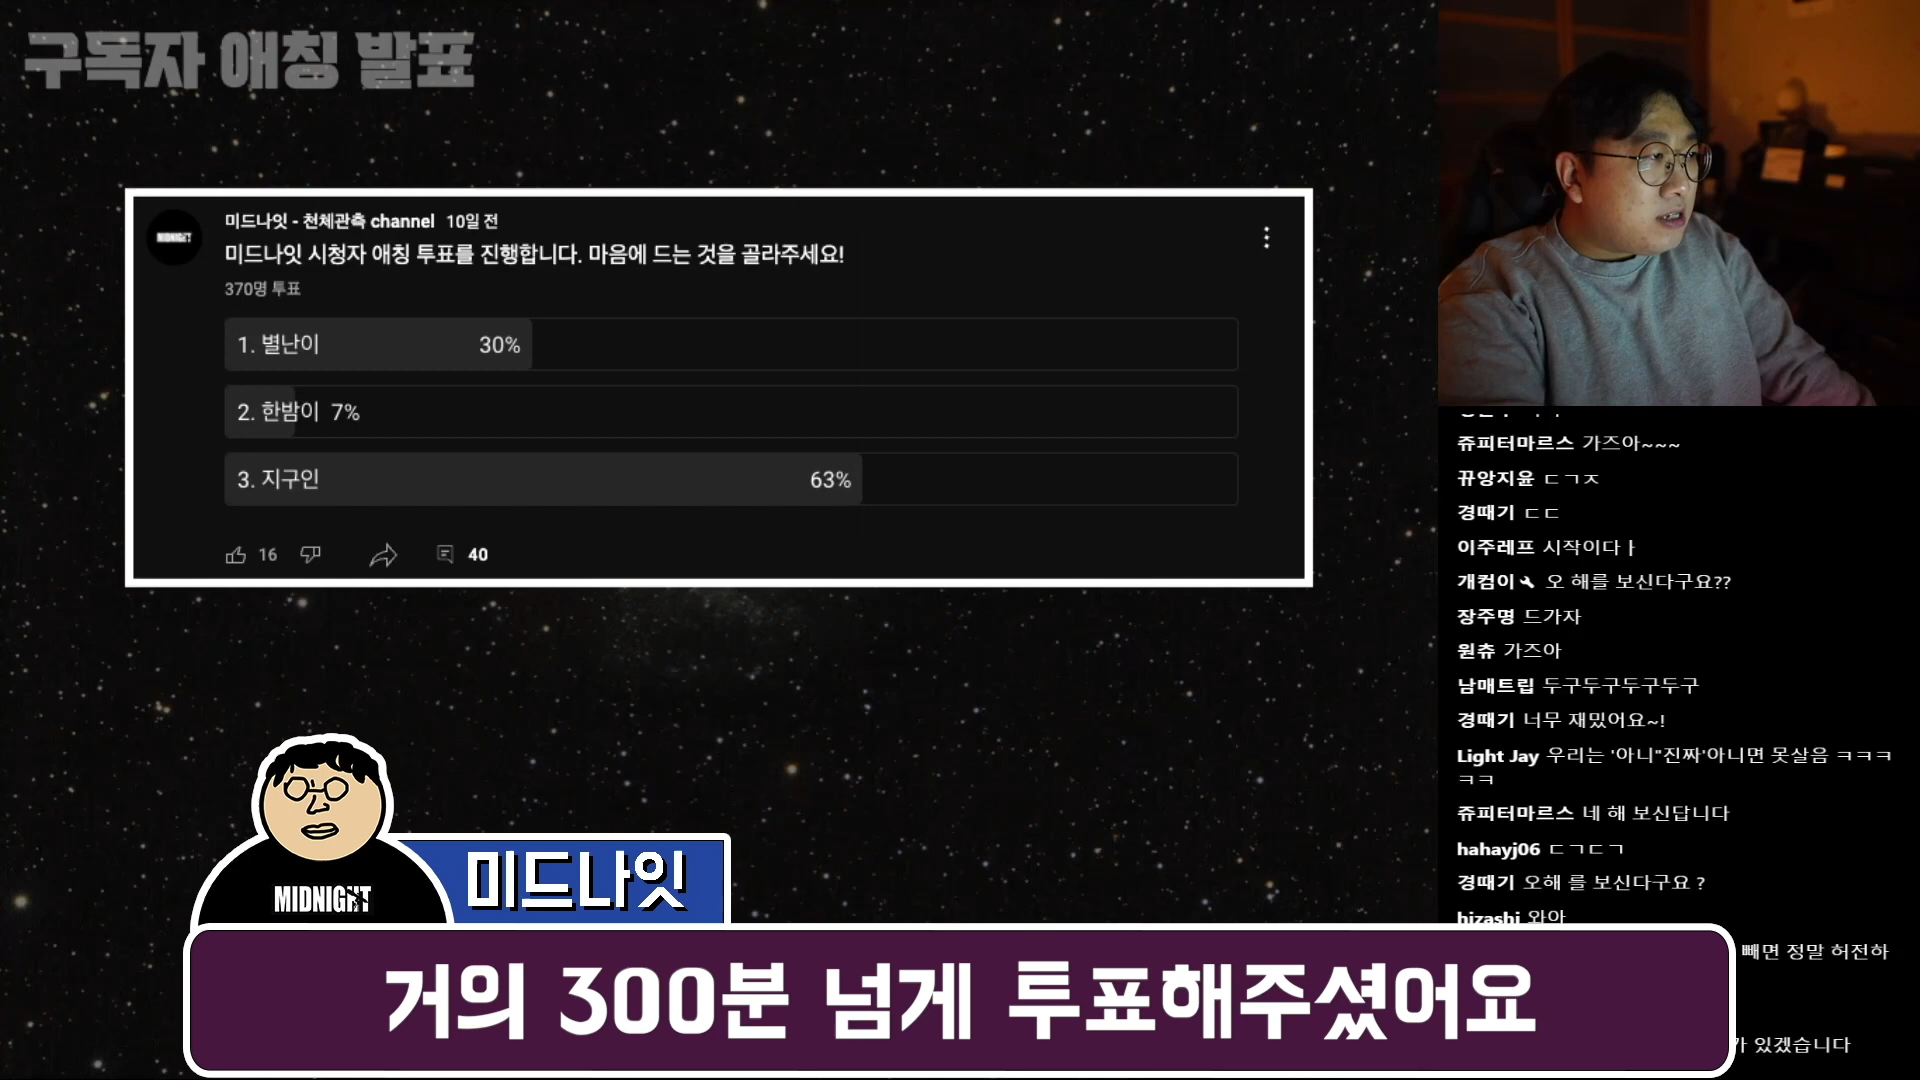 구독자 애칭 발표
MIDNIGHT
미드나잇 - 천체관측 channel 10일 전
미드나잇 시청자 애칭 투표를 진행합니다. 마음에 드는 것을 골라주세요!
370명 투표
1. 별난이 30%
2. 한밤이 7%
3. 지구인 63%
16 40
쥬피터마르스 가즈아~~~
뀨앙지윤 ㄷㄱㅈ
경때기 ㄷㄷ
이주레프 시작이다ㅏ
개컴이 오 해를 보신다구요??
장주명 드가자
원츄 가즈아
남매트립 두구두구두구두구
경때기 너무 재밌어요~!
Light Jay 우리는 '아니''진짜'아니면 못살음 ㅋㅋㅋ
ㅋㅋ
쥬피터마르스 네 해 보신답니다
hahayj06 ㄷㄱㄷㄱ
경때기 오해 를 보신다구요 ?
hizashi 와아
빼면 정말 허전하
있겠습니다
MIDNIGHT
미드나잇
거의 300분 넘게 투표해주셨어요